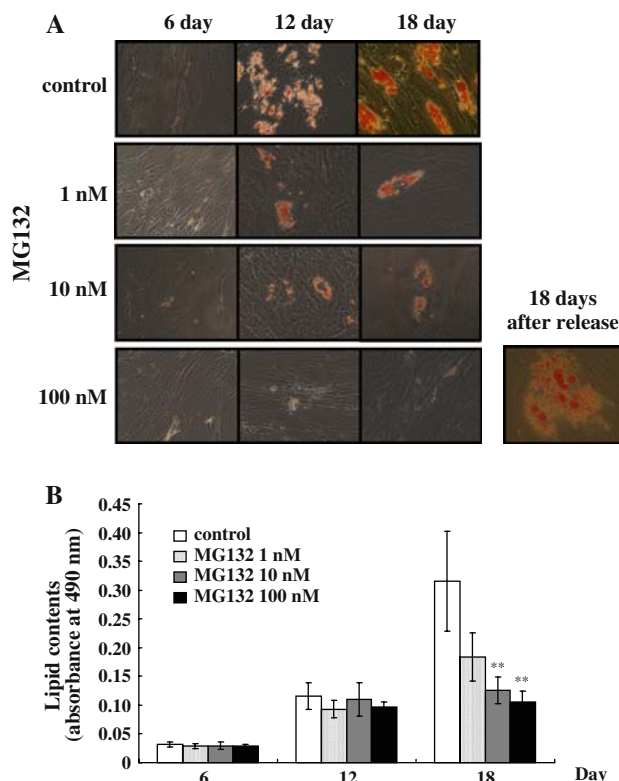 A
6 day 12 day 18 day
control
1 nM
MG132
10 nM
100 nM
18 days
after release
B
Lipid contents
(absorbance at 490 nm)
0.45
0.40
0.35
0.30
0.25
0.20
0.15
0.10
0.05
0.00
control
MG132 1 nM
MG132 10 nM
MG132 100 nM
** **
6 12 18 Day